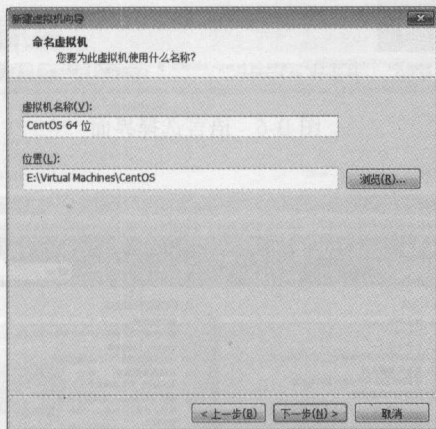 新建虚拟机向导
命名虚拟机
您要为此虚拟机使用什么名称?
虚拟机名称(V):
CentOS 64 位
位置(L):
E:\Virtual Machines\CentOS
浏览(R)...
< 上一步(B)
下一步(N) >
取消